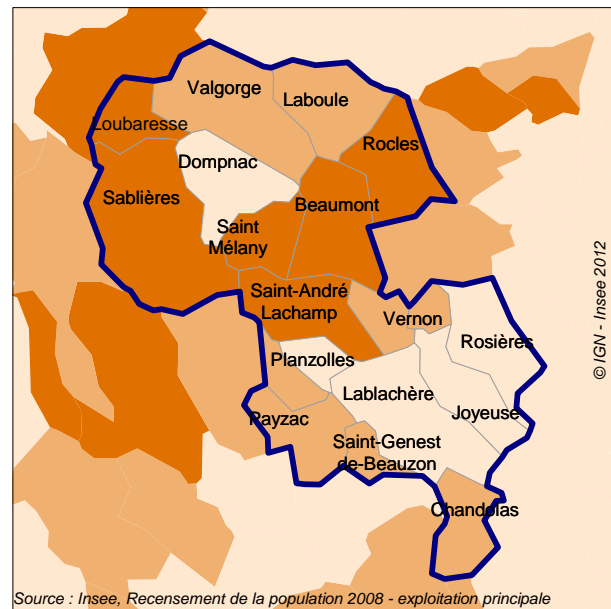 Valgorge
Laboule
Loubaresse
Rocles
Dompnac
Sablières
Beaumont
Saint
Mélany
Saint-André
Lachamp
Vernon
Rosières
Planzolles
Lablachère
Joyeuse
Payzac
Saint-Genest
de-Beauzon
Chandolas
© IGN - Insee 2012
Source : Insee, Recensement de la population 2008 - exploitation principale